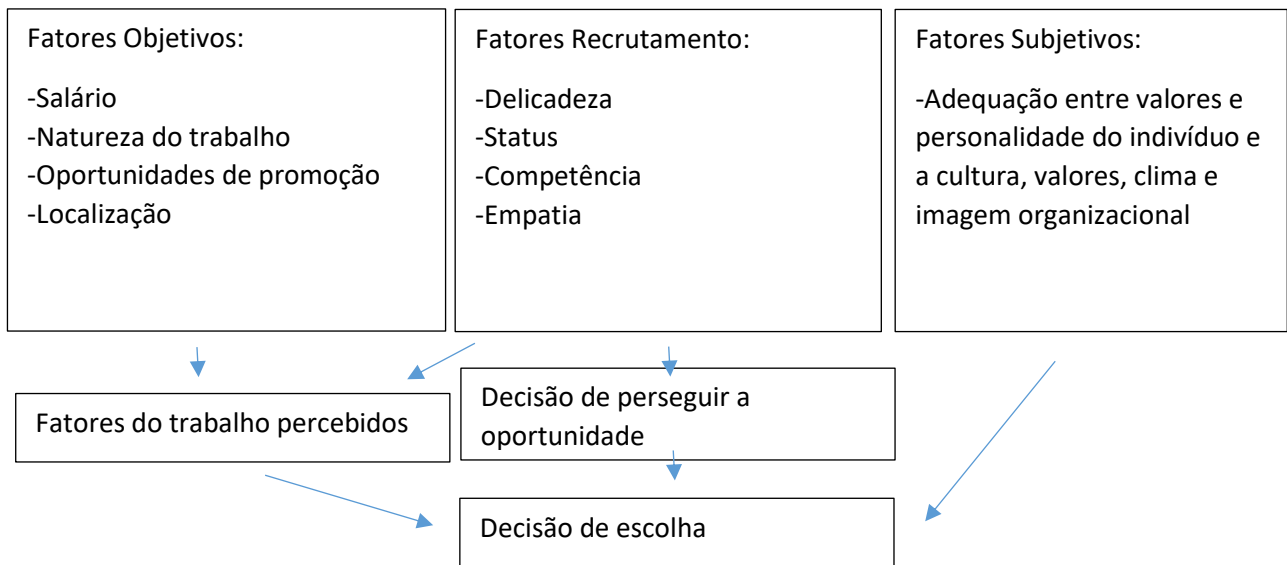 Fatores Objetivos:
-Salário
-Natureza do trabalho
-Oportunidades de promoção
-Localização
Fatores Recrutamento:
-Delicadeza
-Status
-Competência
-Empatia
Fatores Subjetivos:
-Adequação entre valores e
personalidade do indivíduo e
a cultura, valores, clima e
imagem organizacional
Fatores do trabalho percebidos
Decisão de perseguir a
oportunidade
Decisão de escolha